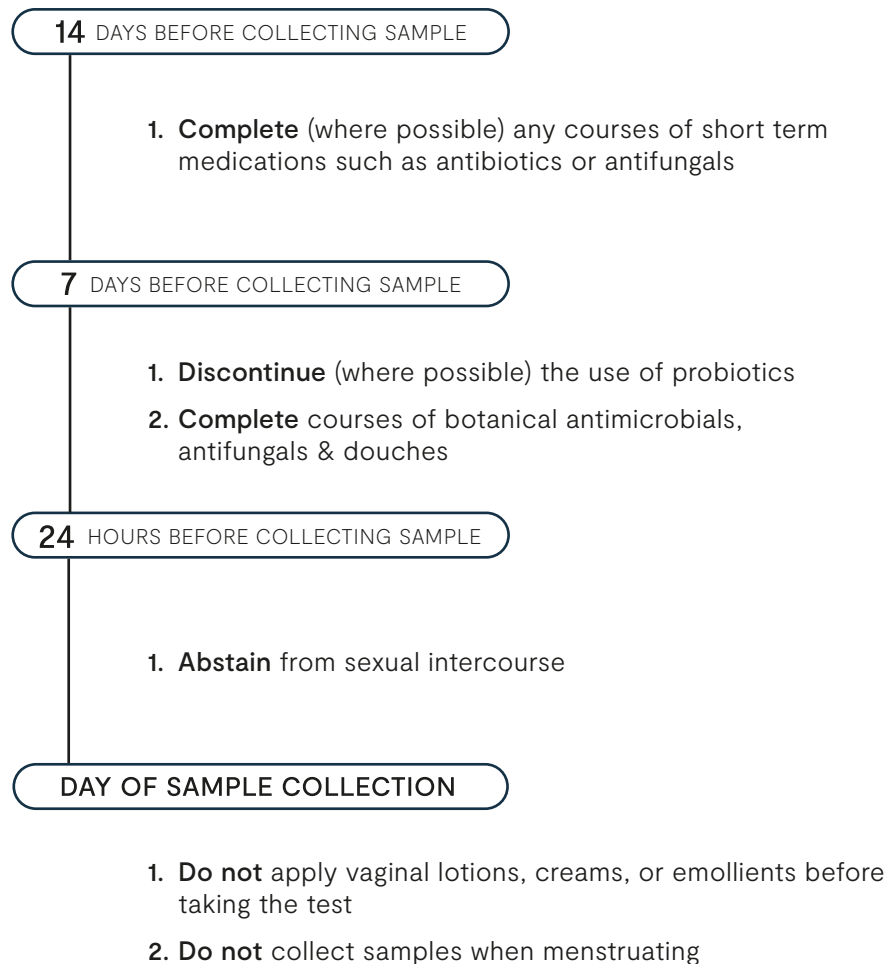 14 DAYS BEFORE COLLECTING SAMPLE
1. Complete (where possible) any courses of short term
medications such as antibiotics or antifungals
7 DAYS BEFORE COLLECTING SAMPLE
1. Discontinue (where possible) the use of probiotics
2. Complete courses of botanical antimicrobials,
antifungals & douches
24 HOURS BEFORE COLLECTING SAMPLE
1. Abstain from sexual intercourse
DAY OF SAMPLE COLLECTION
1. Do not apply vaginal lotions, creams, or emollients before
taking the test
2. Do not collect samples when menstruating